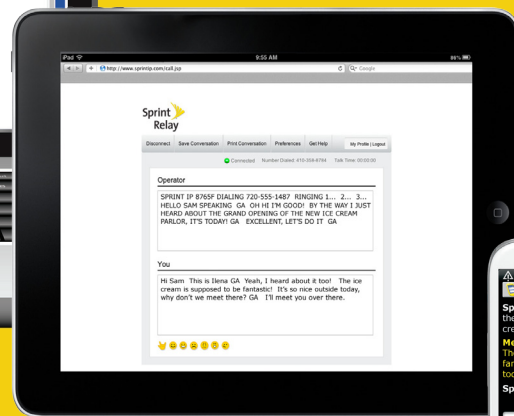 iPad
9:55 AM
86%
http://www.sprintip.com/call.jsp
Google
Sprint
Relay
Disconnect Save Conversation Print Conversation Preferences Get Help My Profile | Logout
Connected Number Dialed: 410-354-8784 Talk Time: 00:00:00
Operator
SPRINT IP 8765F DIALING 720-555-1487 RINGING 1... 2... 3...
HELLO SAM SPEAKING GA OH HI I'M GOOD! BY THE WAY I JUST
HEARD ABOUT THE GRAND OPENING OF THE NEW ICE CREAM
PARLOR, IT'S TODAY! GA EXCELLENT, LET'S DO IT GA
You
Hi Sam This is Ilena GA Yeah, I heard about it too! The ice
cream is supposed to be fantastic! It's so nice outside today,
why don't we meet there? GA I'll meet you over there.
Sp
the
cre
Me
The
fan
too
Sp